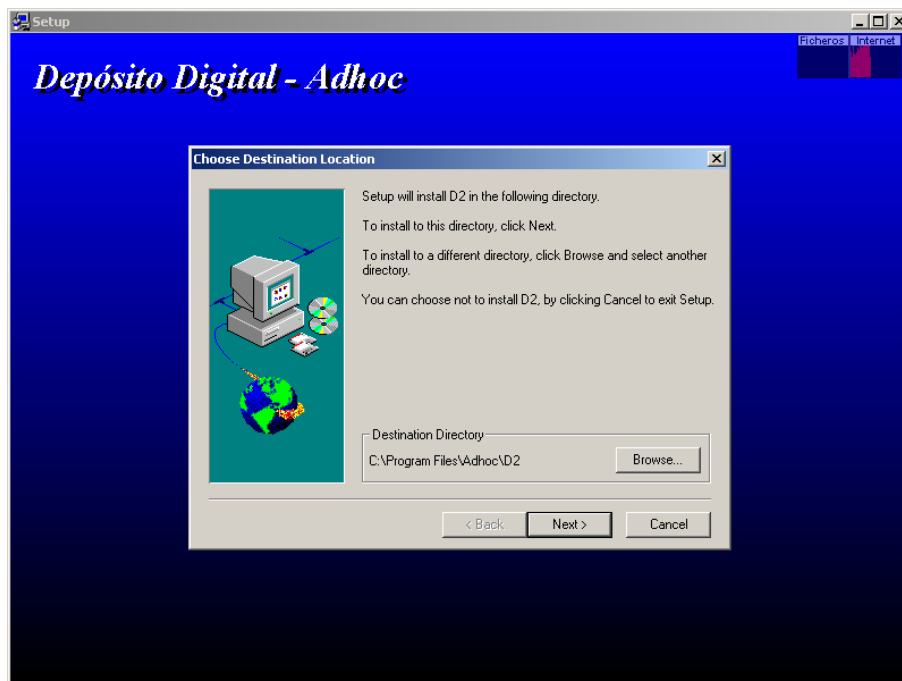 Setup
Ficheros Internet
Depósito Digital - Adhoc
Choose Destination Location
Setup will install D2 in the following directory.
To install to this directory, click Next.
To install to a different directory, click Browse and select another
directory.
You can choose not to install D2, by clicking Cancel to exit Setup.
Destination Directory
C:\Program Files\Adhoc\D2
Browse...
< Back
Next >
Cancel